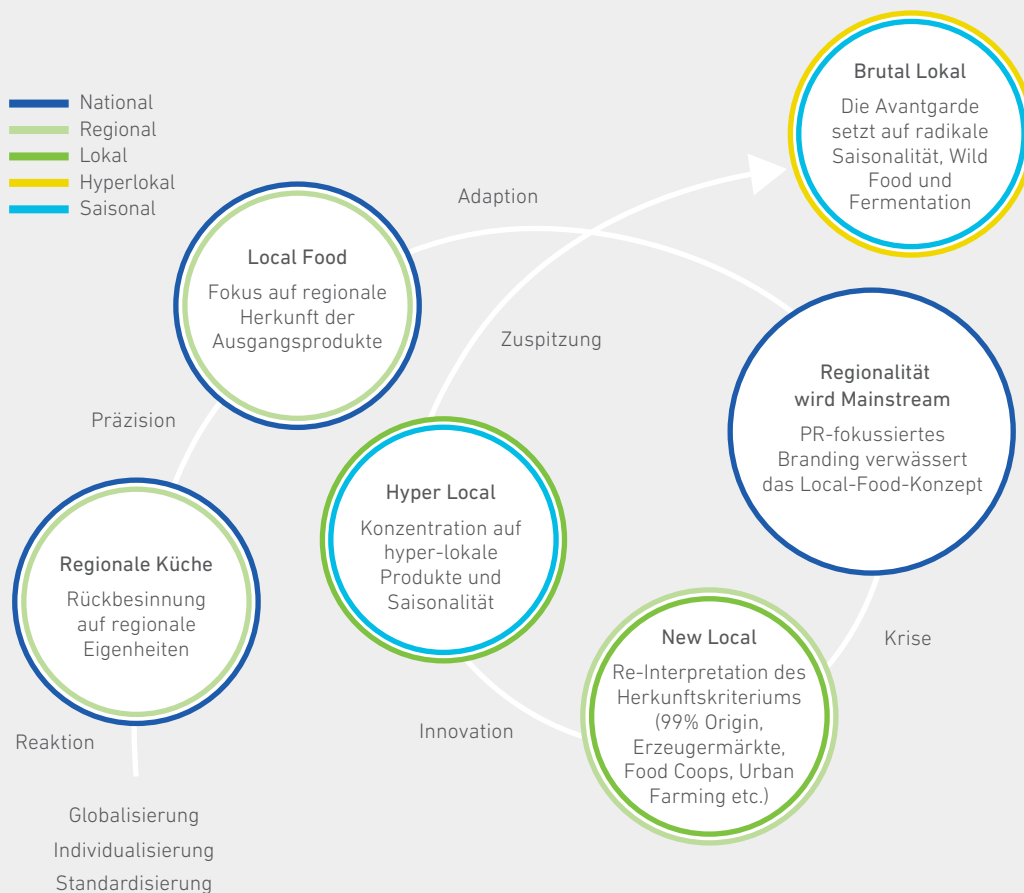 National
Regional
Lokal
Hyperlokal
Saisonal
Brutal Lokal
Die Avantgarde
setzt auf radikale
Saisonalität, Wild
Food und
Fermentation
Adaption
Local Food
Fokus auf regionale
Herkunft der
Ausgangsprodukte
Zuspitzung
Regionalität
wird Mainstream
PR-fokussiertes
Branding verwässert
das Local-Food-Konzept
Präzision
Hyper Local
Konzentration auf
hyper-lokale
Produkte und
Saisonalität
Regionale Küche
Rückbesinnung
auf regionale
Eigenheiten
New Local
Re-Interpretation des
Herkunftskriteriums
(99% Origin,
Erzeugermärkte,
Food Coops, Urban
Farming etc.)
Krise
Innovation
Reaktion
Globalisierung
Individualisierung
Standardisierung